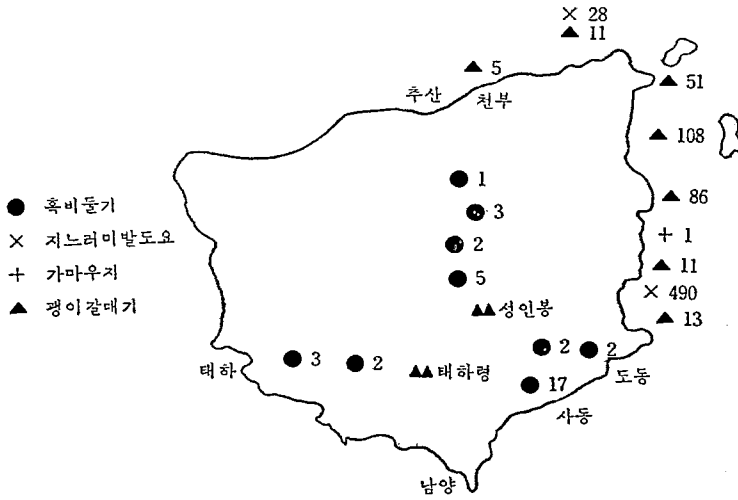 × 28
▲ 11
▲ 5
추산 천부
▲ 51
▲ 108
● 1
▲ 86
● 흑비둘기
● 3
× 지느러미발도요
+ 1
● 2
+ 가마우지
▲ 11
● 5
× 490
▲ 괭이갈매기
▲▲ 성인봉
▲ 13
● 2
● 2
태하
● 3
● 2
▲▲ 태하령
도동
● 17
사동
남양